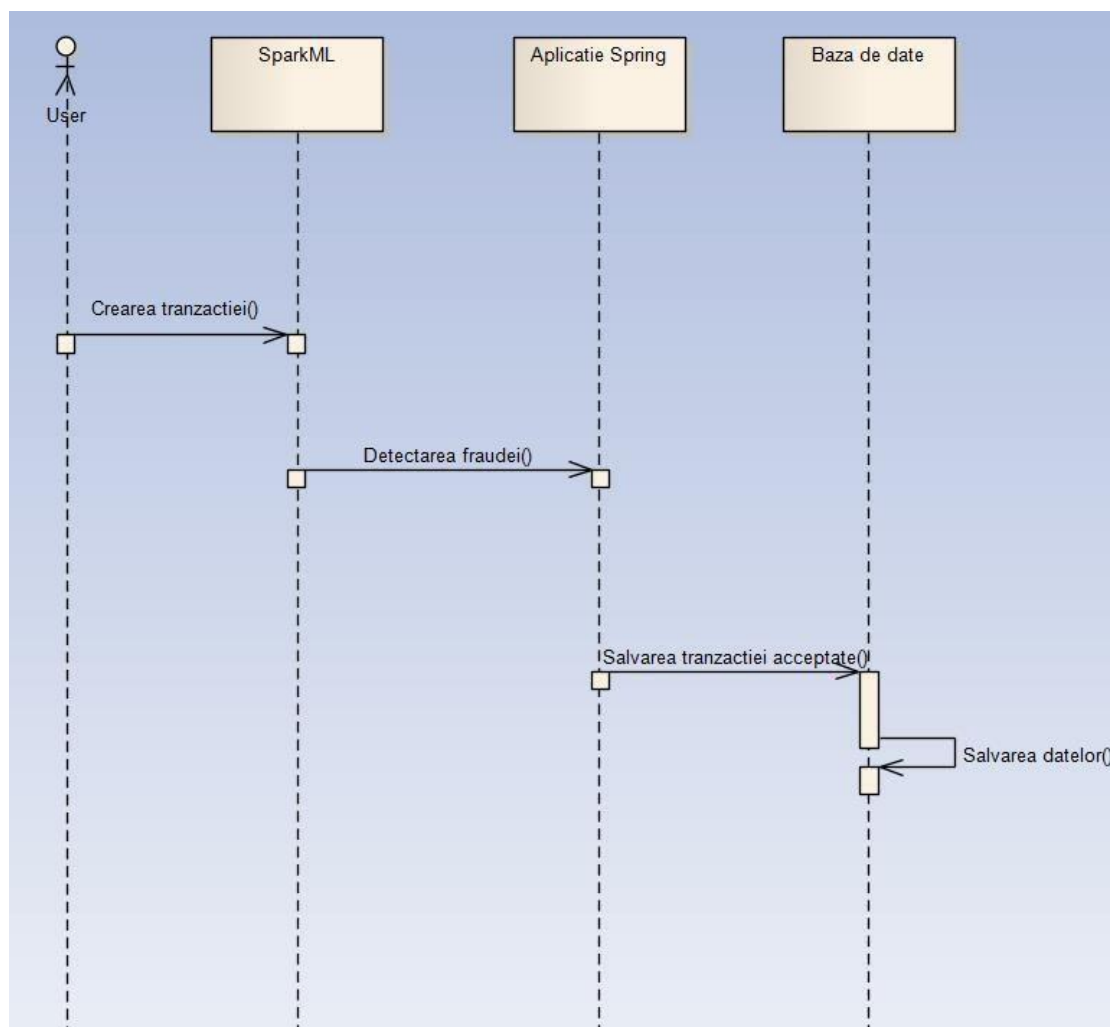 SparkML
Aplicatie Spring
Baza de date
User
Crearea tranzactiei()
Detectarea fraudei()
Salvarea tranzactiei acceptate()
Salvarea datelor()